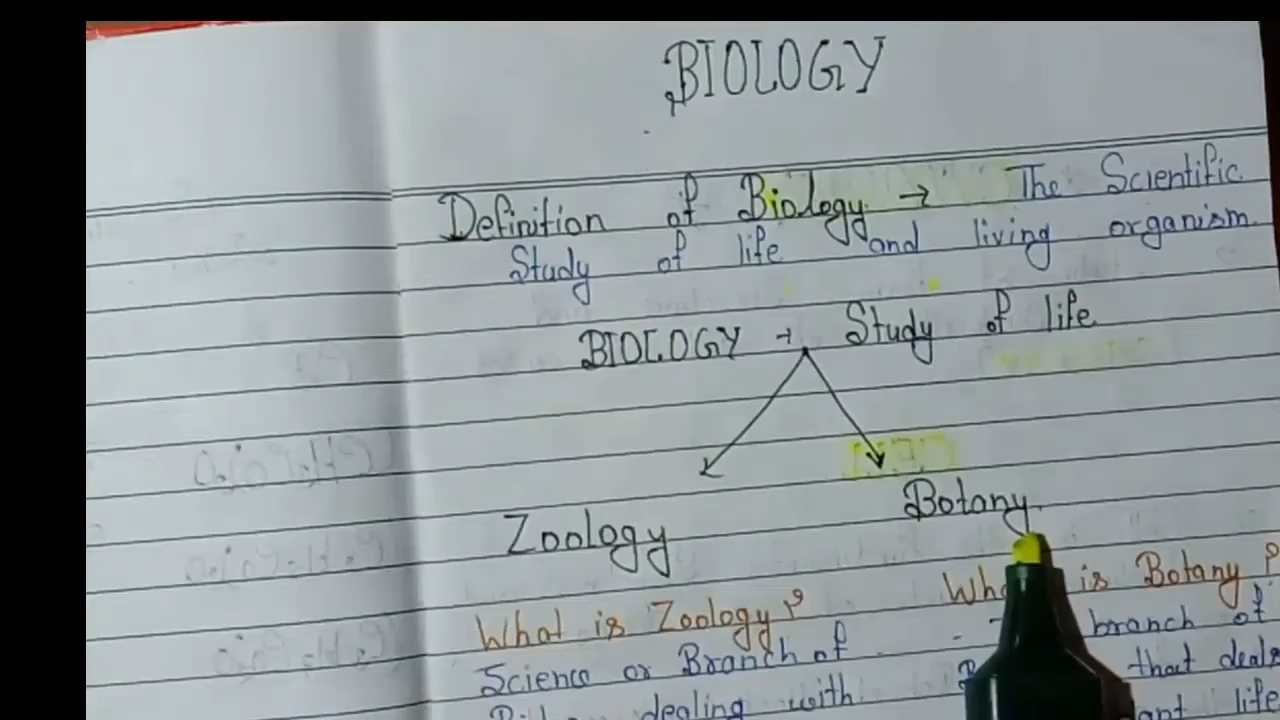 BIOLOGY
Definition of Biology → The Scientific
Study of life and living organism
BIOLOGY → Study of life
Zoology
Botany
What is Zoology?
Science or Branch of
dealing with
is Botany?
branch of
that deals
life